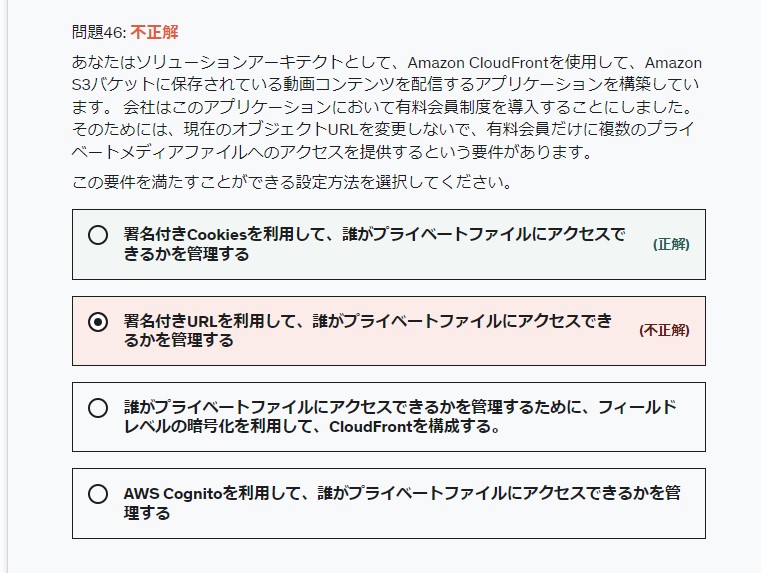 問題46: 不正解
あなたはソリューションアーキテクトとして、Amazon CloudFrontを使用して、Amazon
S3バケットに保存されている動画コンテンツを配信するアプリケーションを構築してい
ます。 会社はこのアプリケーションにおいて有料会員制度を導入することにしました。
そのためには、現在のオブジェクトURLを変更しないで、有料会員だけに複数のプライ
ベートメディアファイルへのアクセスを提供するという要件があります。
この要件を満たすことができる設定方法を選択してください。
署名付きCookiesを利用して、誰がプライベートファイルにアクセスで
きるかを管理する
(正解)
署名付きURLを利用して、誰がプライベートファイルにアクセスでき
るかを管理する
(不正解)
誰がプライベートファイルにアクセスできるかを管理するために、フィールド
レベルの暗号化を利用して、CloudFrontを構成する。
AWS Cognitoを利用して、誰がプライベートファイルにアクセスできるかを管
理する